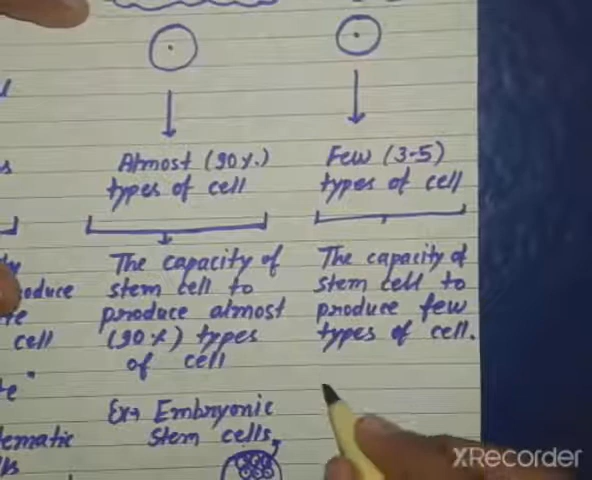 Almost (90%.)
types of cell
The capacity of
stem cell to
produce almost
(90%) types
of cell
Ex→ Embryonic
stem cells,
Few (3-5)
types of cell
The capacity of
stem cell to
produce few
types of cell.
oduce
cell
XRecorder